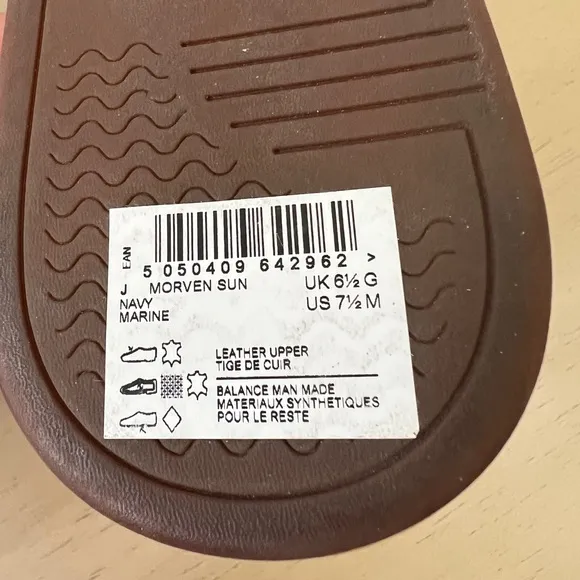 EAN
5 050409 642962 >
J MORVEN SUN UK 6½ G
NAVY US 7½ M
MARINE
LEATHER UPPER
TIGE DE CUIR
BALANCE MAN MADE
MATERIAUX SYNTHETIQUES
POUR LE RESTE